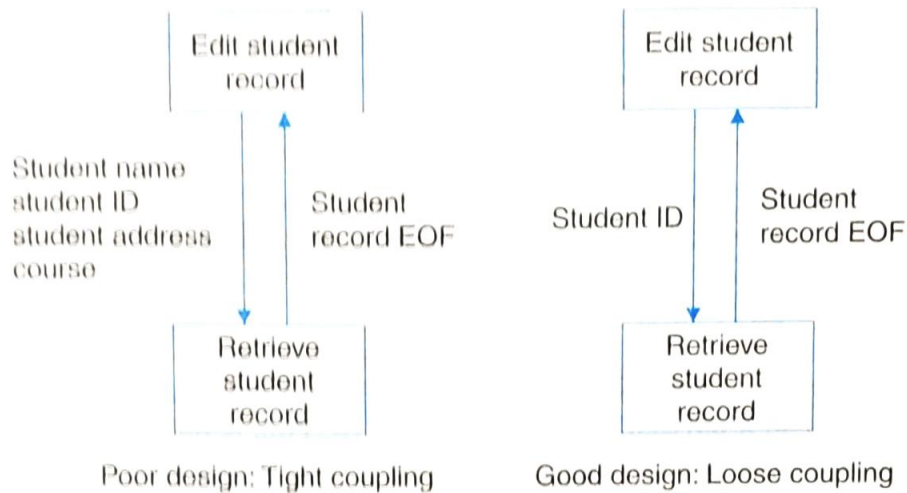 Edit student
record
Student name
student ID
student address
course
Student
record EOF
Retrieve
student
record
Poor design: Tight coupling
Edit student
record
Student ID
Student
record EOF
Retrieve
student
record
Good design: Loose coupling